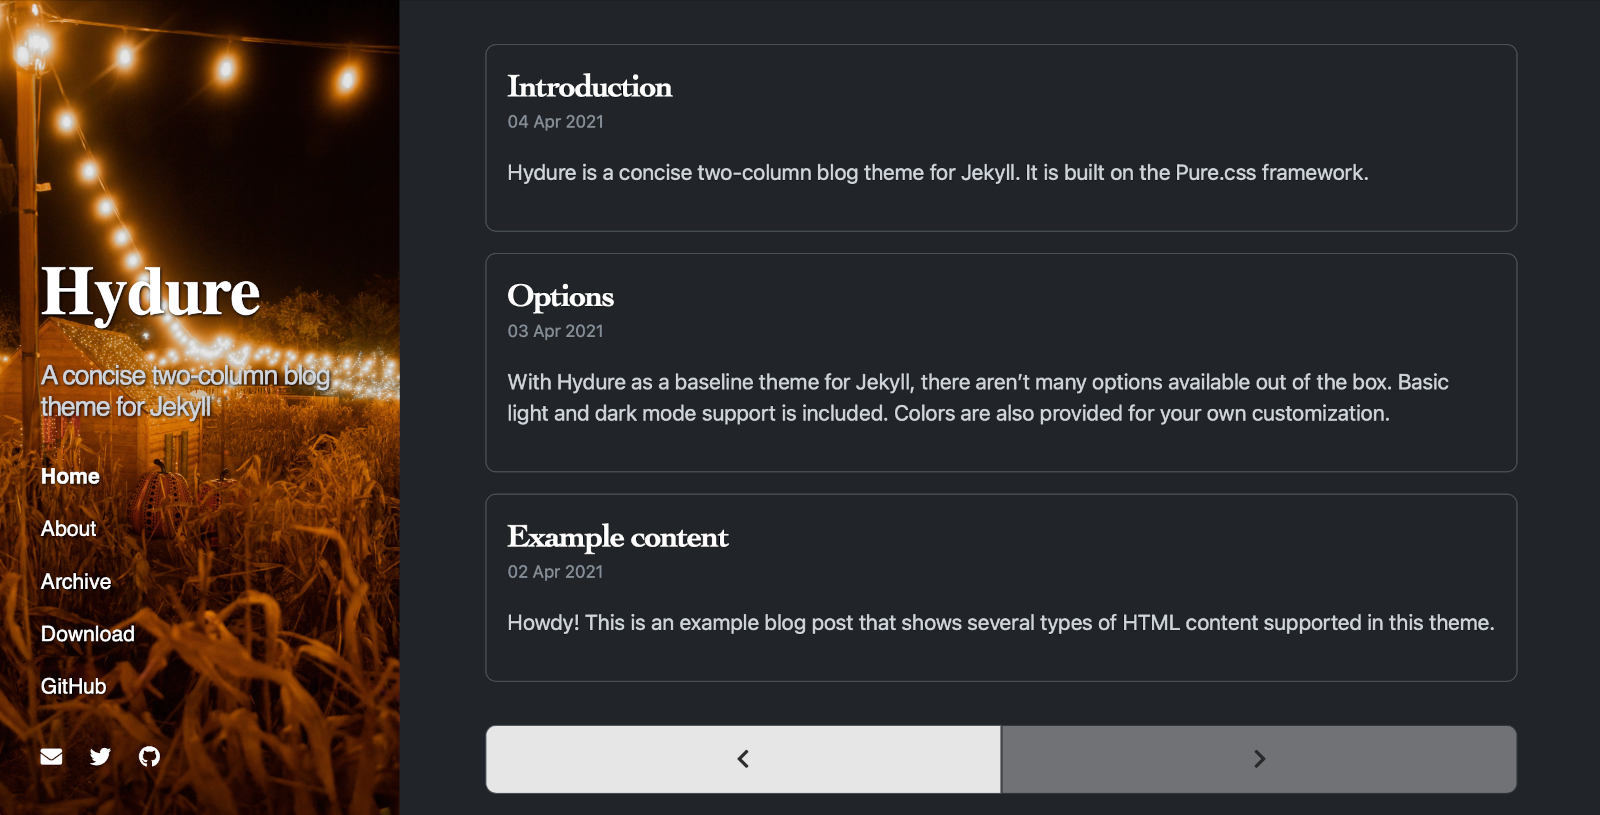 Hydure
A concise two-column blog
theme for Jekyll
Home
About
Archive
Download
GitHub
Introduction
04 Apr 2021
Hydure is a concise two-column blog theme for Jekyll. It is built on the Pure.css framework.
Options
03 Apr 2021
With Hydure as a baseline theme for Jekyll, there aren’t many options available out of the box. Basic
light and dark mode support is included. Colors are also provided for your own customization.
Example content
02 Apr 2021
Howdy! This is an example blog post that shows several types of HTML content supported in this theme.